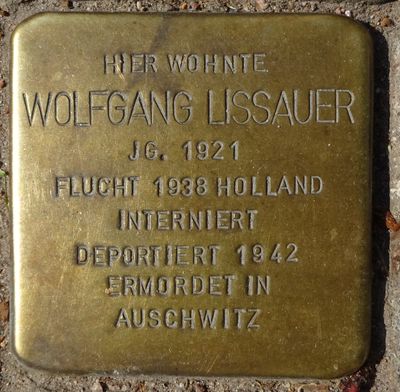 HIER WOHNTE
WOLFGANG LISSAUER
JG. 1921
FLUCHT 1938 HOLLAND
INTERNIERT
DEPORTIERT 1942
ERMORDET IN
AUSCHWITZ